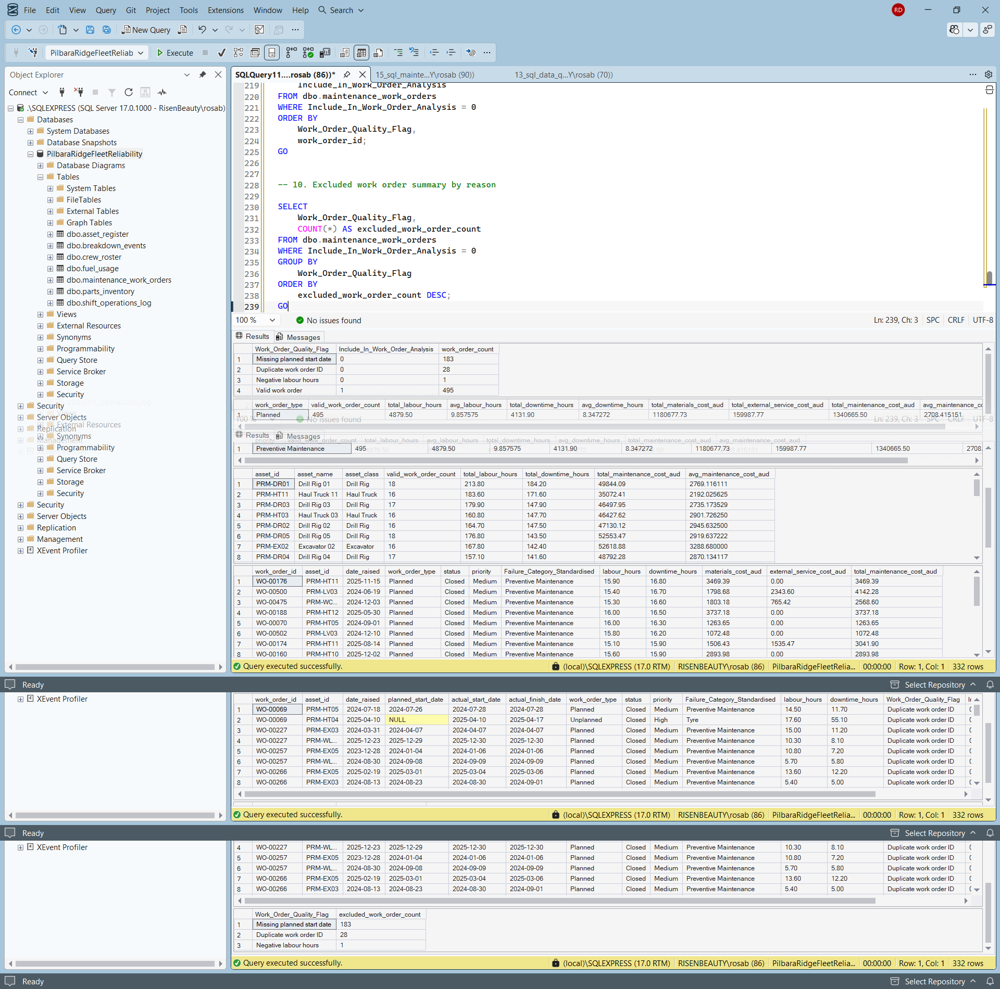 File Edit View Query Git Project Tools Extensions Window Help Search RD
New Query
PilbaraRidgeFleetReliab Execute
Object Explorer
Connect
.\SQLEXPRESS (SQL Server 17.0.1000 - RisenBeauty\rosab)
Databases
System Databases
Database Snapshots
PilbaraRidgeFleetReliability
Database Diagrams
Tables
System Tables
FileTables
External Tables
Graph Tables
dbo.asset_register
dbo.breakdown_events
dbo.crew_roster
dbo.fuel_usage
dbo.maintenance_work_orders
dbo.parts_inventory
dbo.shift_operations_log
Views
External Resources
Synonyms
Programmability
Query Store
Service Broker
Storage
Security
Security
Server Objects
Replication
External Resources
Management
Synonyms
Programmability
Query Store
Service Broker
Storage
Security
Security
Server Objects
Replication
Management
XEvent Profiler
SQLQuery11....rosab (86))* 15_sql_mainte...Y\rosab (90)) 13_sql_data_q...Y\rosab (70))
219 Include_In_Work_Order_Analysis
220 FROM dbo.maintenance_work_orders
221 WHERE Include_In_Work_Order_Analysis = 0
222 ORDER BY
223 Work_Order_Quality_Flag,
224 work_order_id;
225 GO
226
227
228 -- 10. Excluded work order summary by reason
229
230 SELECT
231 Work_Order_Quality_Flag,
232 COUNT(*) AS excluded_work_order_count
233 FROM dbo.maintenance_work_orders
234 WHERE Include_In_Work_Order_Analysis = 0
235 GROUP BY
236 Work_Order_Quality_Flag
237 ORDER BY
238 excluded_work_order_count DESC;
239 GO
100 % No issues found Ln: 239, Ch: 3 SPC CRLF UTF-8
Results Messages
Work_Order_Quality_Flag Include_In_Work_Order_Analysis work_order_count
1 Missing planned start date 0 183
2 Duplicate work order ID 0 28
3 Negative labour hours 0 1
4 Valid work order 1 495
work_order_type valid_work_order_count total_labour_hours avg_labour_hours total_downtime_hours avg_downtime_hours total_materials_cost_aud total_external_service_cost_aud total_maintenance_cost_aud avg_maintenance_cc
1 Planned 495 4879.50 9.857575 4131.90 8.347272 1180677.73 159987.77 1340665.50 2708.415151
100 % No issues found Ln: 239, Ch: 3 SPC CRLF UTF-8
Results Messages
priority valid_work_order_count total_labour_hours avg_labour_hours total_downtime_hours avg_downtime_hours total_maintenance_cost_aud avg_maintenance_cost_aud
1 Preventive Maintenance 495 4879.50 9.857575 4131.90 8.347272 1180677.73 159987.77 1340665.50 2708.
asset_id asset_name asset_class valid_work_order_count total_labour_hours total_downtime_hours total_maintenance_cost_aud avg_maintenance_cost_aud
1 PRM-DR01 Drill Rig 01 Drill Rig 18 213.80 184.20 49844.09 2769.116111
2 PRM-HT11 Haul Truck 11 Haul Truck 16 183.60 171.60 35072.41 2192.025625
3 PRM-DR03 Drill Rig 03 Drill Rig 17 179.90 147.90 46497.95 2735.173529
4 PRM-HT03 Haul Truck 03 Haul Truck 16 160.80 147.70 46427.62 2901.726250
5 PRM-DR02 Drill Rig 02 Drill Rig 16 164.70 147.50 47130.12 2945.632500
6 PRM-DR05 Drill Rig 05 Drill Rig 18 176.80 143.50 52553.47 2919.637222
7 PRM-EX02 Excavator 02 Excavator 16 167.80 142.40 52618.88 3288.680000
8 PRM-DR04 Drill Rig 04 Drill Rig 17 157.10 141.60 48792.28 2870.134117
work_order_id asset_id date_raised work_order_type status priority Failure_Category_Standardised labour_hours downtime_hours materials_cost_aud external_service_cost_aud total_maintenance_cost_aud
1 WO-00176 PRM-HT11 2025-11-15 Planned Closed Medium Preventive Maintenance 15.90 16.80 3469.39 0.00 3469.39
2 WO-00500 PRM-LV03 2024-06-19 Planned Closed Medium Preventive Maintenance 15.40 16.70 1798.68 2343.60 4142.28
3 WO-00475 PRM-WC... 2024-12-03 Planned Closed Medium Preventive Maintenance 15.30 16.60 1803.18 765.42 2568.60
4 WO-00188 PRM-HT12 2025-05-30 Planned Closed Medium Preventive Maintenance 16.00 16.50 3737.18 0.00 3737.18
5 WO-00070 PRM-HT05 2024-09-01 Planned Closed Medium Preventive Maintenance 16.00 16.30 1263.65 0.00 1263.65
6 WO-00502 PRM-LV03 2024-12-10 Planned Closed Medium Preventive Maintenance 15.80 16.20 1072.48 0.00 1072.48
7 WO-00174 PRM-HT11 2025-08-14 Planned Closed Medium Preventive Maintenance 15.10 15.90 1506.43 1535.47 3041.90
8 WO-00160 PRM-HT10 2025-12-02 Planned Closed Medium Preventive Maintenance 15.60 15.90 2893.98 0.00 2893.98
Query executed successfully. (local)\SQLEXPRESS (17.0 RTM) RISENBEAUTY\rosab (86) PilbaraRidgeFleetRelia... 00:00:00 Row: 1, Col: 1 332 rows
Ready Select Repository
XEvent Profiler
work_order_id asset_id date_raised planned_start_date actual_start_date actual_finish_date work_order_type status priority Failure_Category_Standardised labour_hours downtime_hours Work_Order_Quality_Flag
1 WO-00069 PRM-HT05 2024-07-18 2024-07-26 2024-07-28 2024-07-28 Planned Closed Medium Preventive Maintenance 14.50 11.70 Duplicate work order ID
2 WO-00069 PRM-HT04 2025-04-10 NULL 2025-04-10 2025-04-17 Unplanned Closed High Tyre 17.60 55.10 Duplicate work order ID
3 WO-00227 PRM-EX03 2024-03-31 2024-04-07 2024-04-07 2024-04-07 Planned Closed Medium Preventive Maintenance 15.00 11.20 Duplicate work order ID
4 WO-00227 PRM-WL... 2025-12-23 2025-12-29 2025-12-30 2025-12-30 Planned Closed Medium Preventive Maintenance 10.30 8.10 Duplicate work order ID
5 WO-00257 PRM-EX05 2023-12-28 2024-01-04 2024-01-06 2024-01-06 Planned Closed Medium Preventive Maintenance 10.80 7.20 Duplicate work order ID
6 WO-00257 PRM-WL... 2024-08-30 2024-09-08 2024-09-09 2024-09-09 Planned Closed Medium Preventive Maintenance 5.70 5.80 Duplicate work order ID
7 WO-00266 PRM-EX05 2025-02-19 2025-03-01 2025-03-04 2025-03-06 Planned Closed Medium Preventive Maintenance 13.60 12.20 Duplicate work order ID
8 WO-00266 PRM-EX03 2024-08-13 2024-08-23 2024-08-30 2024-09-01 Planned Closed Medium Preventive Maintenance 5.40 5.00 Duplicate work order ID
Query executed successfully. (local)\SQLEXPRESS (17.0 RTM) RISENBEAUTY\rosab (86) PilbaraRidgeFleetRelia... 00:00:00 Row: 1, Col: 1 332 rows
Ready Select Repository
XEvent Profiler
4 WO-00227 PRM-WL... 2025-12-23 2025-12-29 2025-12-30 2025-12-30 Planned Closed Medium Preventive Maintenance 10.30 8.10 Duplicate work order ID
5 WO-00257 PRM-EX05 2023-12-28 2024-01-04 2024-01-06 2024-01-06 Planned Closed Medium Preventive Maintenance 10.80 7.20 Duplicate work order ID
6 WO-00257 PRM-WL... 2024-08-30 2024-09-08 2024-09-09 2024-09-09 Planned Closed Medium Preventive Maintenance 5.70 5.80 Duplicate work order ID
7 WO-00266 PRM-EX05 2025-02-19 2025-03-01 2025-03-04 2025-03-06 Planned Closed Medium Preventive Maintenance 13.60 12.20 Duplicate work order ID
8 WO-00266 PRM-EX03 2024-08-13 2024-08-23 2024-08-30 2024-09-01 Planned Closed Medium Preventive Maintenance 5.40 5.00 Duplicate work order ID
Work_Order_Quality_Flag excluded_work_order_count
1 Missing planned start date 183
2 Duplicate work order ID 28
3 Negative labour hours 1
Query executed successfully. (local)\SQLEXPRESS (17.0 RTM) RISENBEAUTY\rosab (86) PilbaraRidgeFleetRelia... 00:00:00 Row: 1, Col: 1 332 rows
Ready Select Repository